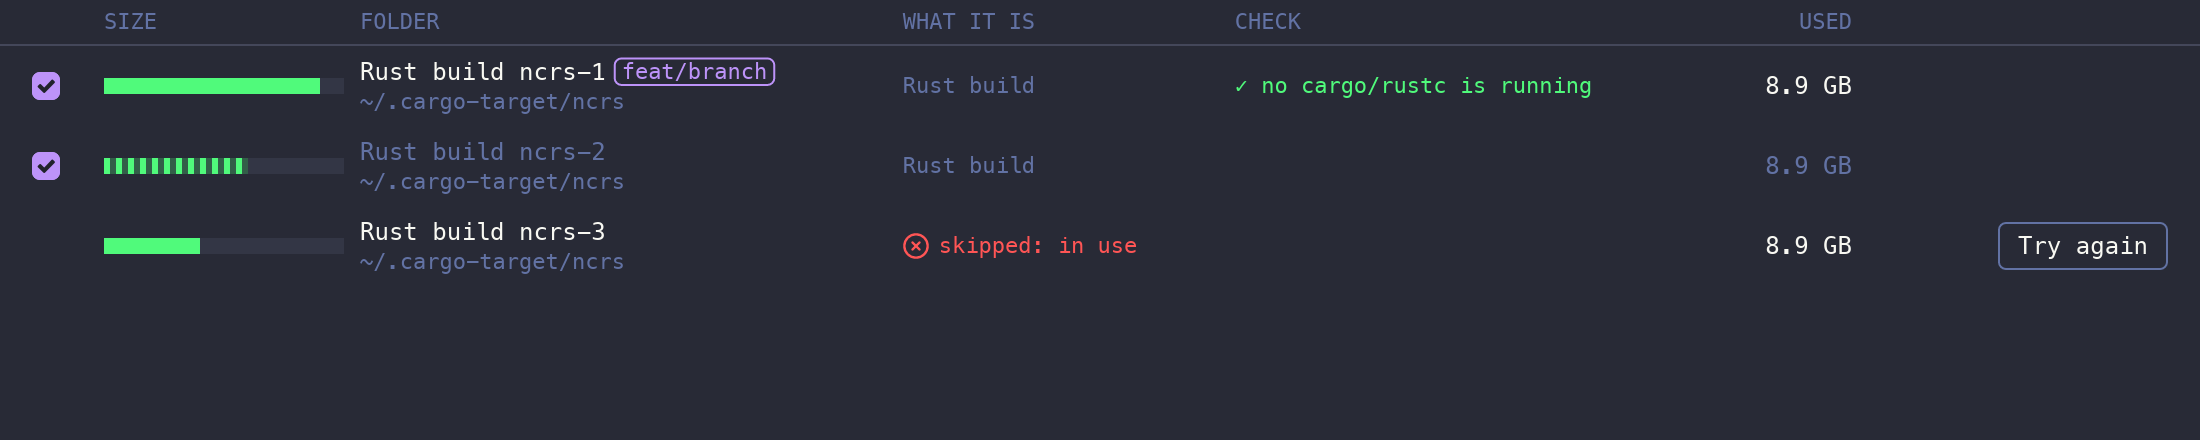 SIZE FOLDER WHAT IT IS CHECK USED
Rust build ncrs-1 feat/branch
~/.cargo-target/ncrs
Rust build ✓ no cargo/rustc is running 8.9 GB
Rust build ncrs-2
~/.cargo-target/ncrs
Rust build 8.9 GB
Rust build ncrs-3
~/.cargo-target/ncrs
skipped: in use 8.9 GB Try again